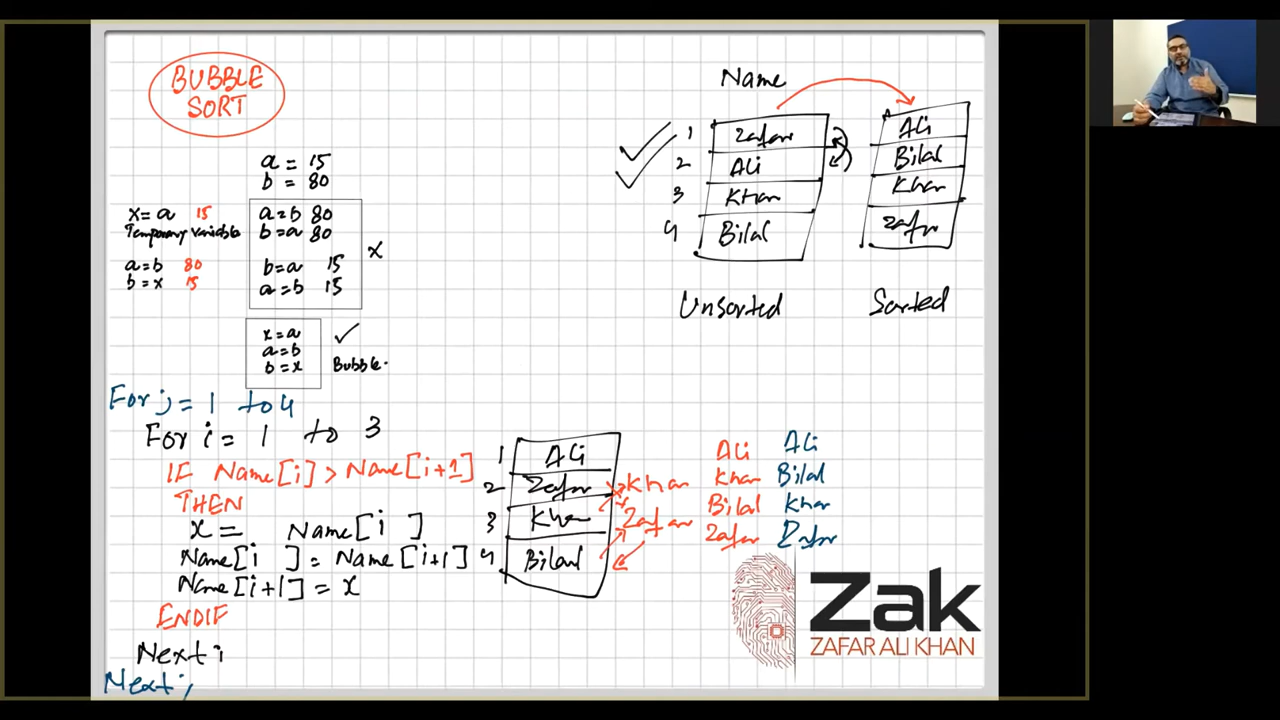 BUBBLE
SORT
a = 15
b = 80
x = a 15
Temporary variable
a = b 80
b = x 15
a = b 80
b = a 80
b = a 15
a = b 15
x
x = a
a = b
b = x
✓
Bubble.
Name
1 Zafar
2 Ali
3 Khan
4 Bilal
Unsorted
Ali
Bilal
Khan
Zafar
Sorted
For j = 1 to 4
For i = 1 to 3
IF Name[i] > Name[i+1]
THEN
x = Name[i ]
Name[i ] = Name[i+1]
Name[i+1] = x
ENDIF
Next i
Next j
1 Ali
2 Zafar
3 Khan
4 Bilal
Khan
Zafar
Ali
Khan
Bilal
Zafar
Ali
Bilal
Khan
Zafar
Zak
ZAFAR ALI KHAN